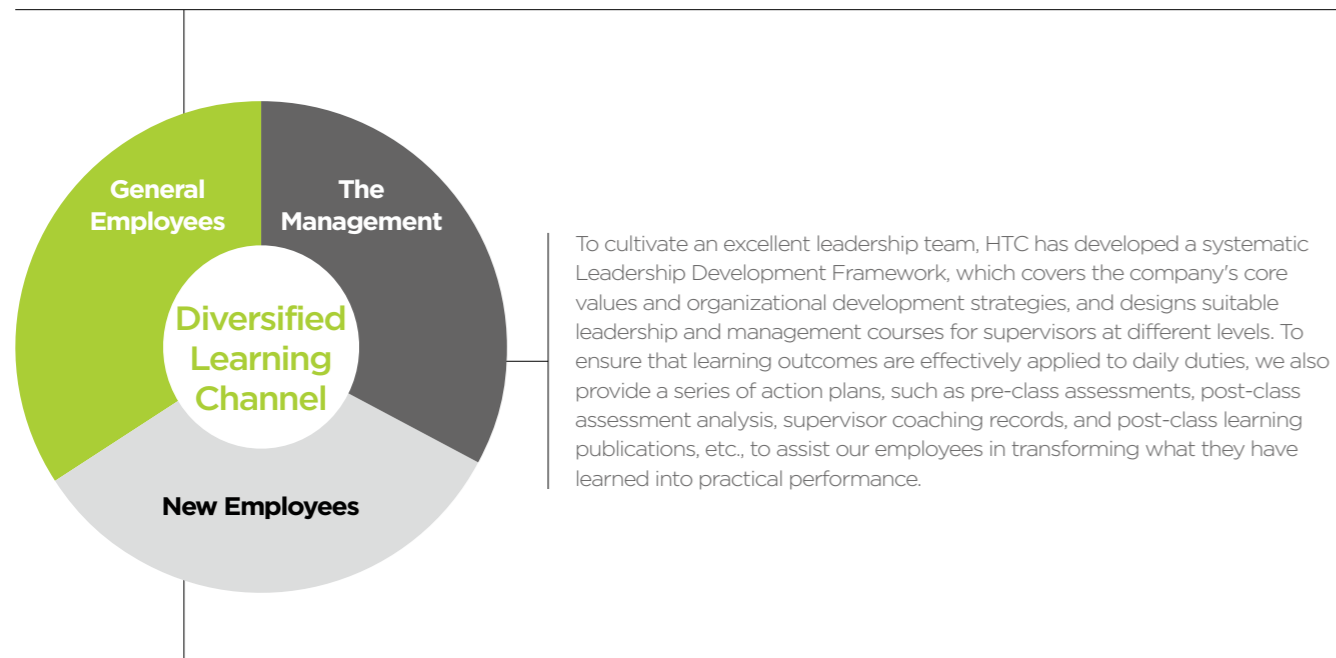 General
Employees
The
Management
Diversified
Learning
Channel
New Employees
To cultivate an excellent leadership team, HTC has developed a systematic
Leadership Development Framework, which covers the company's core
values and organizational development strategies, and designs suitable
leadership and management courses for supervisors at different levels. To
ensure that learning outcomes are effectively applied to daily duties, we also
provide a series of action plans, such as pre-class assessments, post-class
assessment analysis, supervisor coaching records, and post-class learning
publications, etc., to assist our employees in transforming what they have
learned into practical performance.